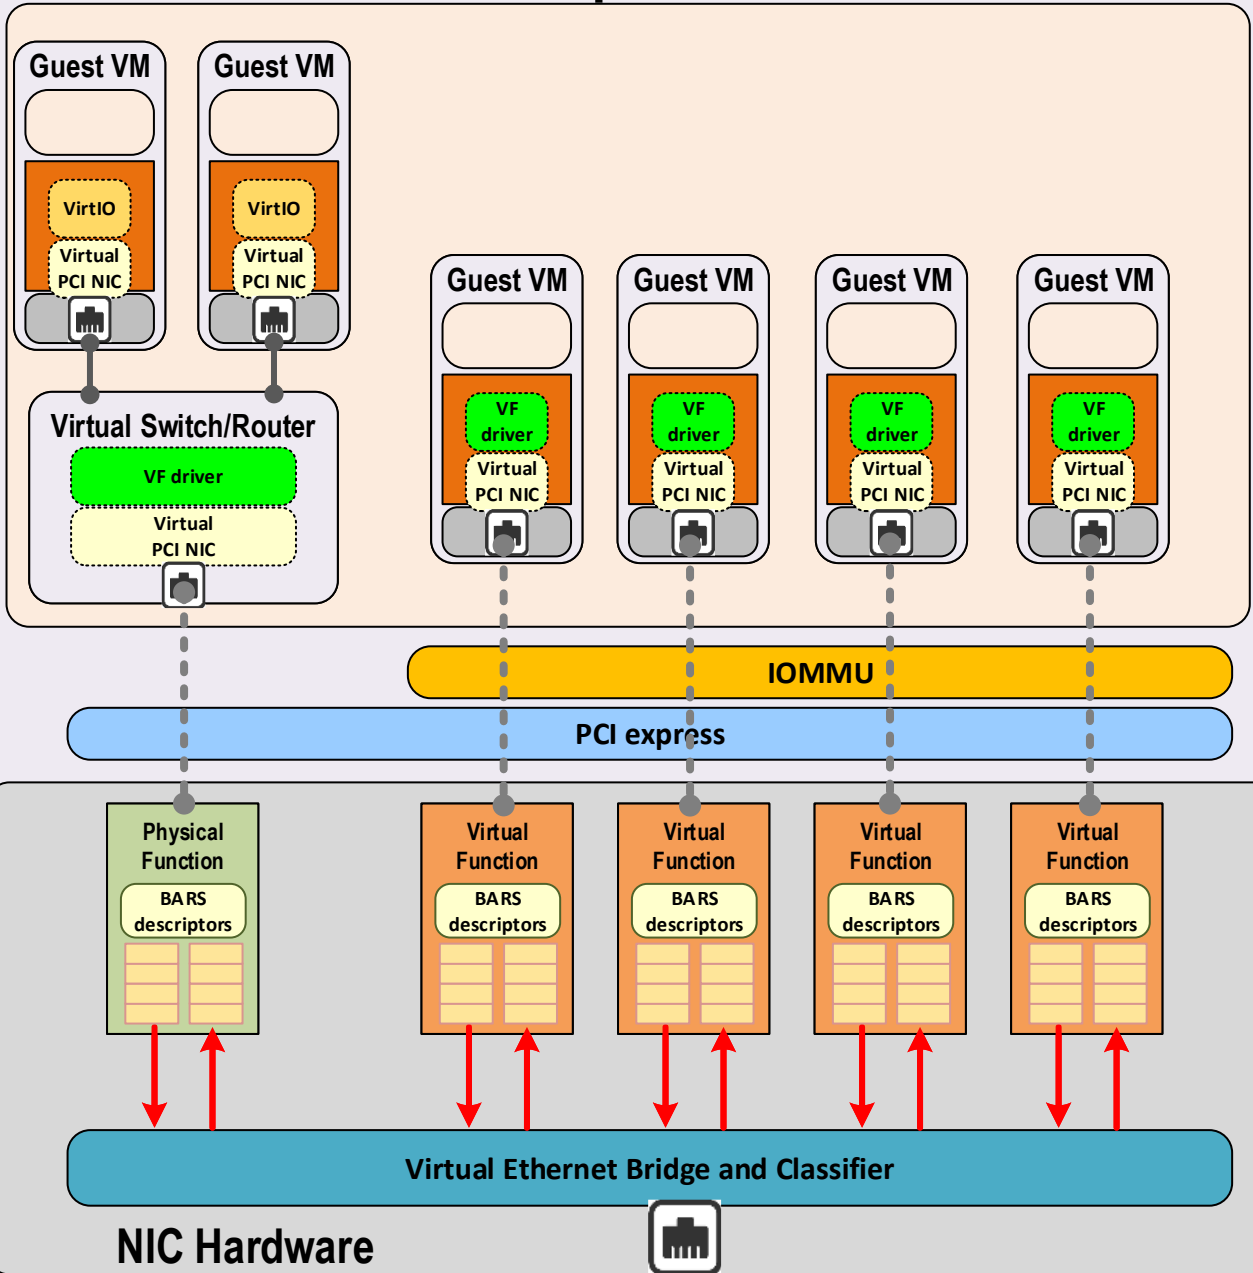 Guest VM
Guest VM
VirtIO
VirtIO
Virtual
PCI NIC
Virtual
PCI NIC
Guest VM
Guest VM
Guest VM
Guest VM
VF
driver
VF
driver
VF
driver
VF
driver
Virtual
PCI NIC
Virtual
PCI NIC
Virtual
PCI NIC
Virtual
PCI NIC
Virtual Switch/Router
VF driver
Virtual
PCI NIC
IOMMU
PCI express
Physical
Function
Virtual
Function
Virtual
Function
Virtual
Function
Virtual
Function
BARS
descriptors
BARS
descriptors
BARS
descriptors
BARS
descriptors
BARS
descriptors
Virtual Ethernet Bridge and Classifier
NIC Hardware